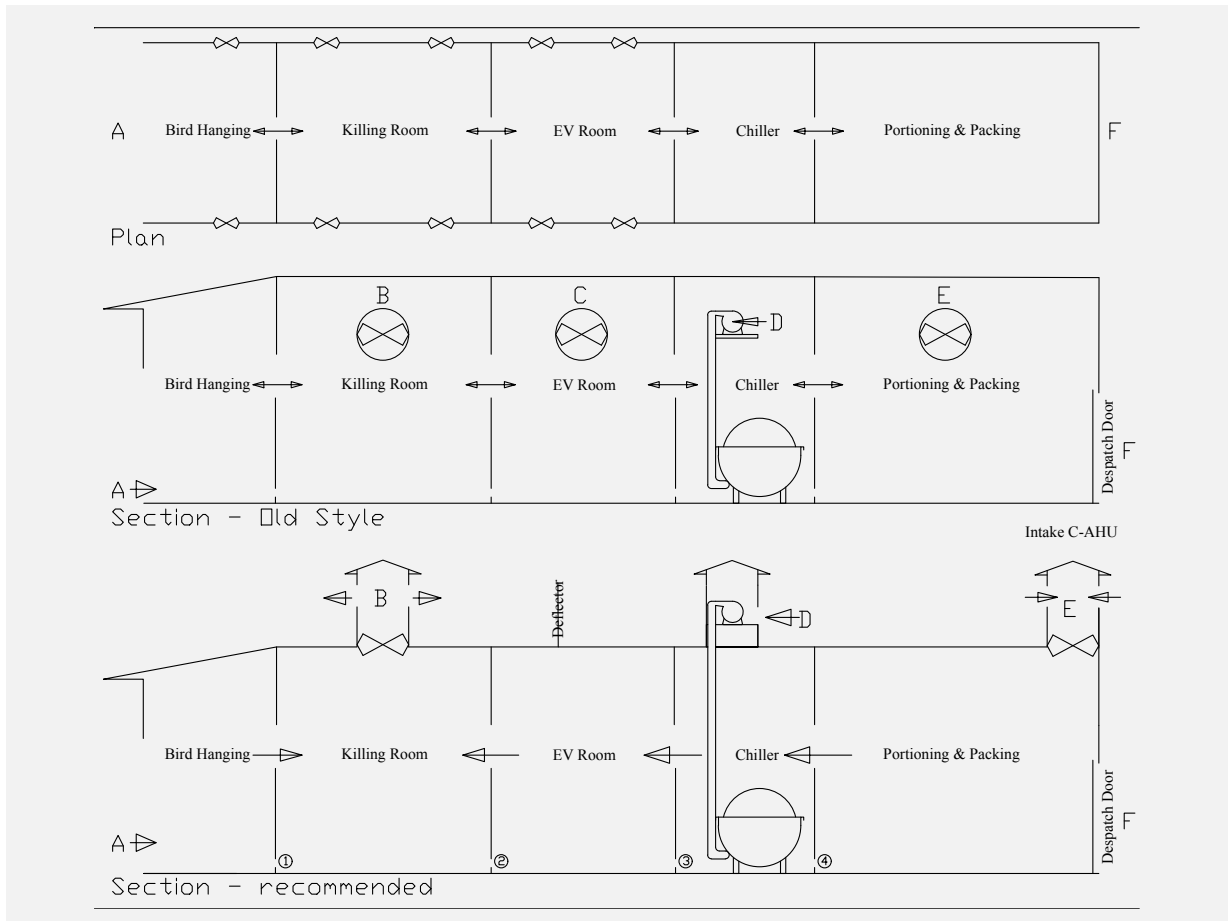 A Bird Hanging Killing Room EV Room Chiller Portioning & Packing F
Plan
B C E
D
Bird Hanging Killing Room EV Room Chiller Portioning & Packing
Despatch Door
F
A
Section - Old Style
Intake C-AHU
B Deflector D E
Bird Hanging Killing Room EV Room Chiller Portioning & Packing
Despatch Door
F
A
1 2 3 4
Section - recommended